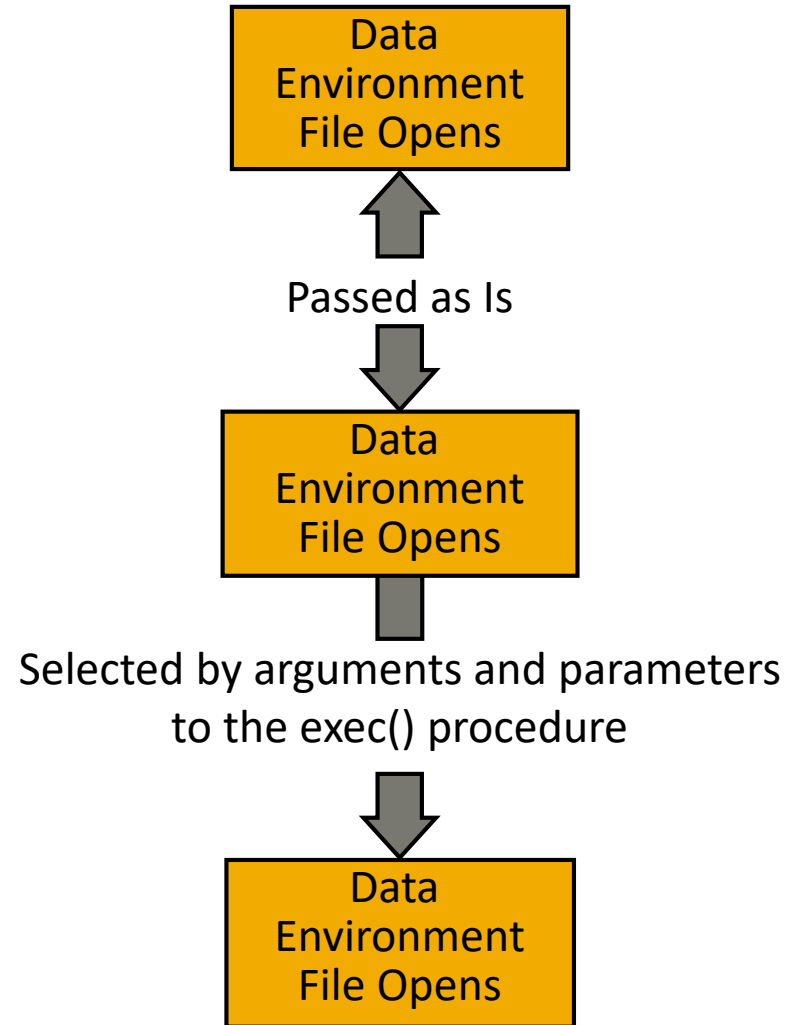 Data
Environment
File Opens
Passed as Is
Data
Environment
File Opens
Selected by arguments and parameters
to the exec() procedure
Data
Environment
File Opens